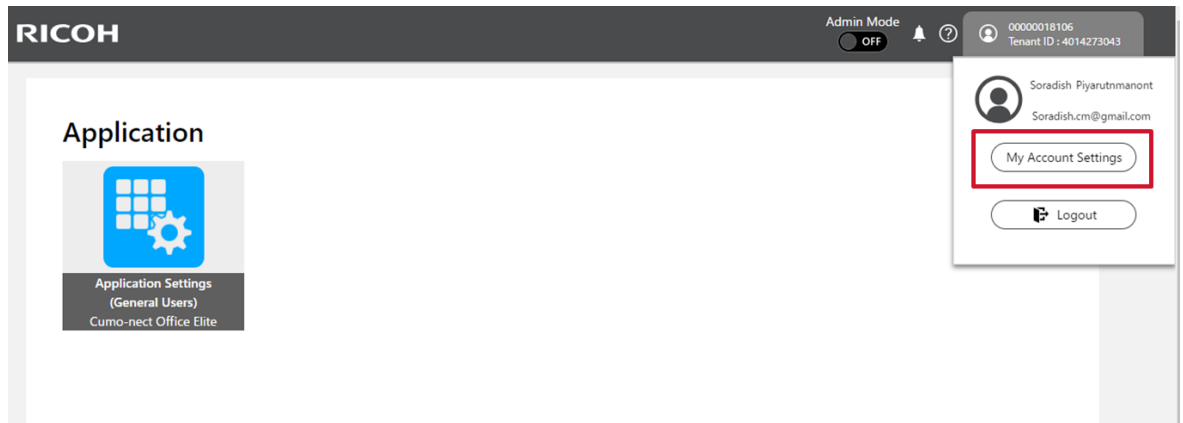 RICOH
Admin Mode
OFF
00000018106
Tenant ID : 4014273043
Soradish Piyarutnmanont
Soradish.cm@gmail.com
My Account Settings
Logout
Application
Application Settings
(General Users)
Cumo-nect Office Elite